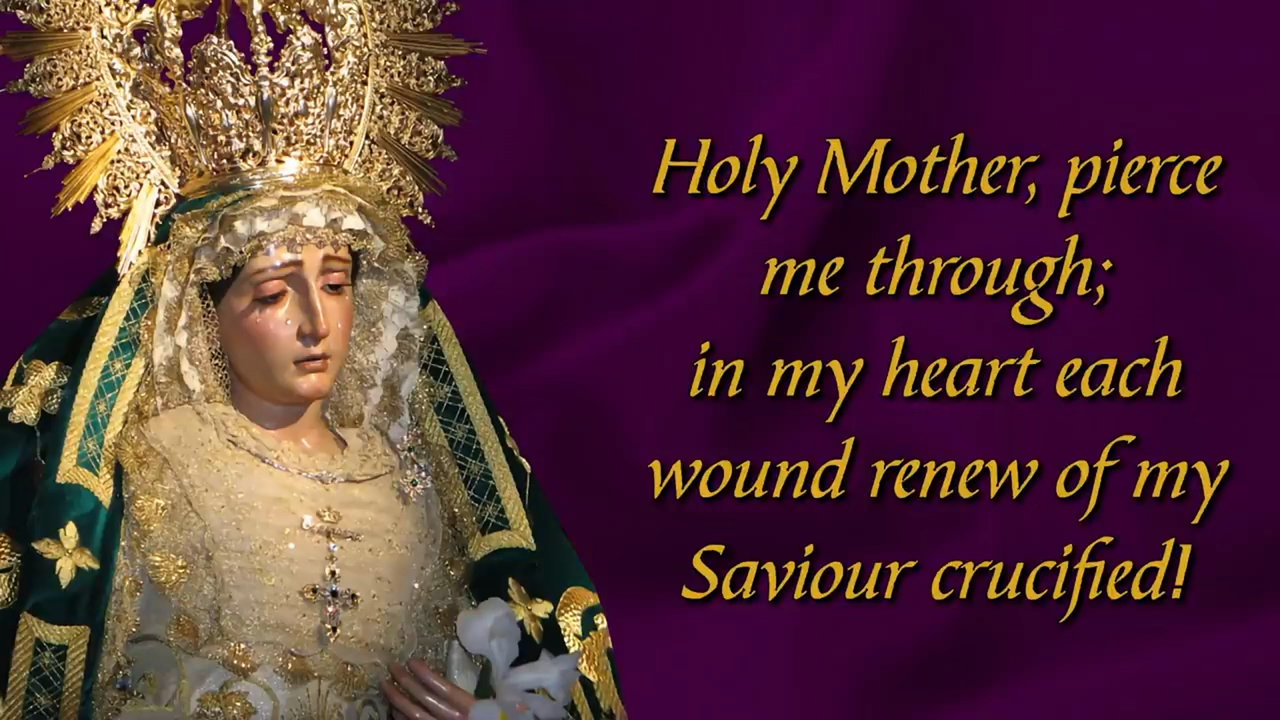 Holy Mother, pierce
me through;
in my heart each
wound renew of my
Saviour crucified!